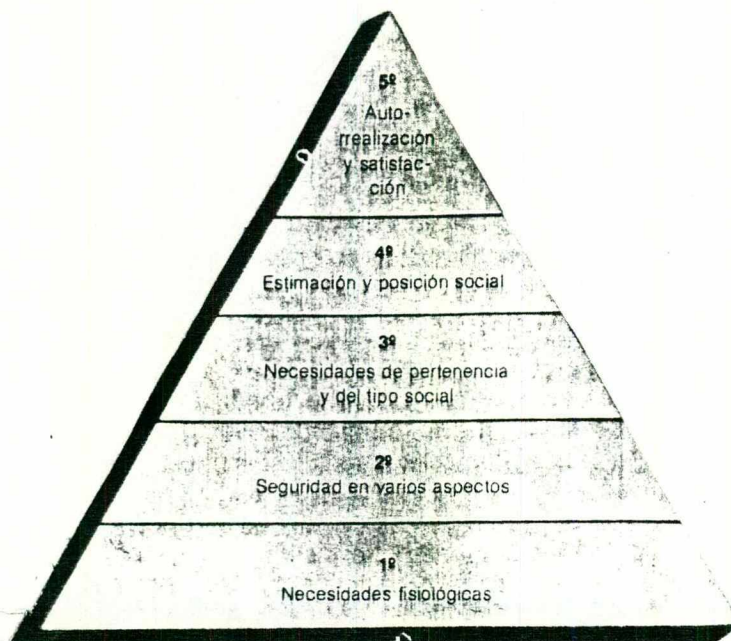 5º
Auto-
rrealización
y satisfac-
ción
4º
Estimación y posición social
3º
Necesidades de pertenencia
y del tipo social
2º
Seguridad en varios aspectos
1º
Necesidades fisiológicas